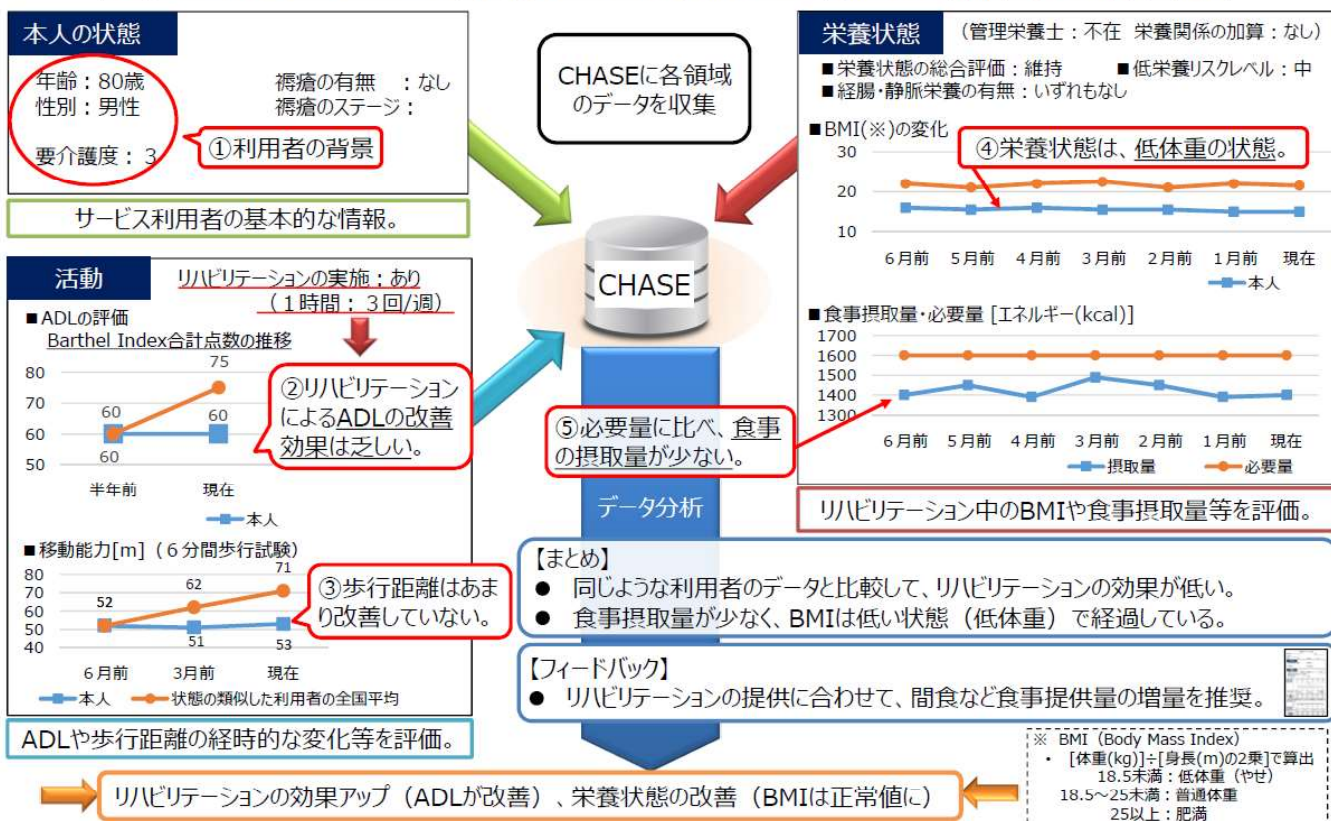 本人の状態
年齢：80歳
性別：男性
要介護度：3
褥瘡の有無　：なし
褥瘡のステージ：
①利用者の背景
サービス利用者の基本的な情報。
CHASEに各領域
のデータを収集
CHASE
栄養状態
（管理栄養士：不在 栄養関係の加算：なし）
■栄養状態の総合評価：維持
■低栄養リスクレベル：中
■経腸・静脈栄養の有無：いずれもなし
■BMI(※)の変化
④栄養状態は、低体重の状態。
30
20
10
6月前 5月前 4月前 3月前 2月前 1月前 現在
本人
■食事摂取量・必要量 [エネルギー(kcal)]
1700
1600
1500
1400
1300
6月前 5月前 4月前 3月前 2月前 1月前 現在
摂取量 必要量
⑤必要量に比べ、食事
の摂取量が少ない。
リハビリテーション中のBMIや食事摂取量等を評価。
活動
リハビリテーションの実施：あり
（1時間：3回/週）
■ADLの評価
Barthel Index合計点数の推移
80
70
60
50
75
60
60
60
半年前 現在
本人
②リハビリテーション
によるADLの改善
効果は乏しい。
■移動能力[m]（6分間歩行試験）
80
70
60
50
40
52
62
71
51
53
6月前 3月前 現在
本人 状態の類似した利用者の全国平均
③歩行距離はあま
り改善していない。
ADLや歩行距離の経時的な変化等を評価。
データ分析
【まとめ】
● 同じような利用者のデータと比較して、リハビリテーションの効果が低い。
● 食事摂取量が少なく、BMIは低い状態（低体重）で経過している。
【フィードバック】
● リハビリテーションの提供に合わせて、間食など食事提供量の増量を推奨。
リハビリテーションの効果アップ（ADLが改善）、栄養状態の改善（BMIは正常値に）
※ BMI（Body Mass Index）
・ [体重(kg)]÷[身長(m)の2乗]で算出
18.5未満：低体重（やせ）
18.5～25未満：普通体重
25以上：肥満